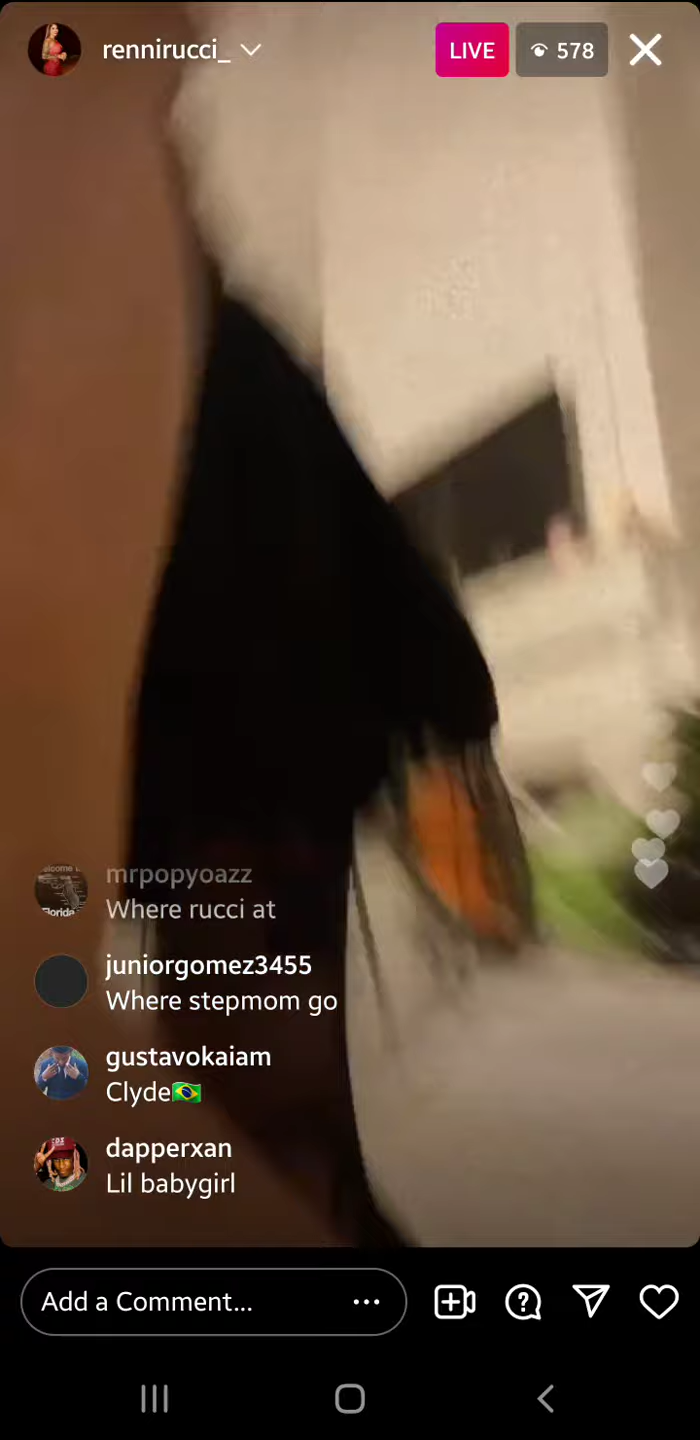 rennirucci_
LIVE
578
mrpopyoazz
Where rucci at
juniorgomez3455
Where stepmom go
gustavokaiam
Clyde🇧🇷
dapperxan
Lil babygirl
Add a Comment...